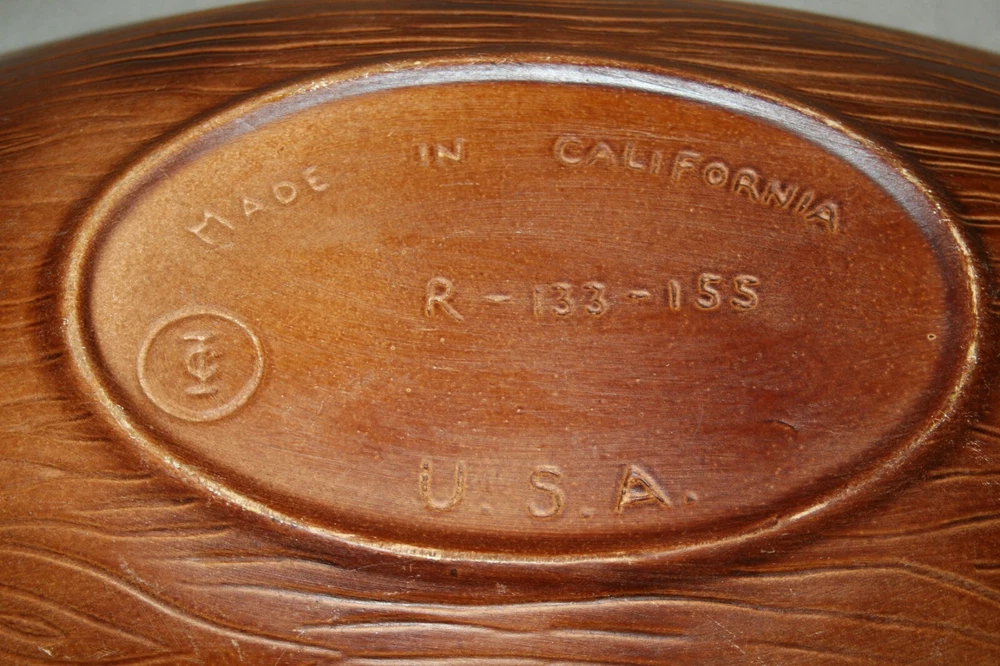 MADE IN CALIFORNIA
R-133-155
U.S.A.